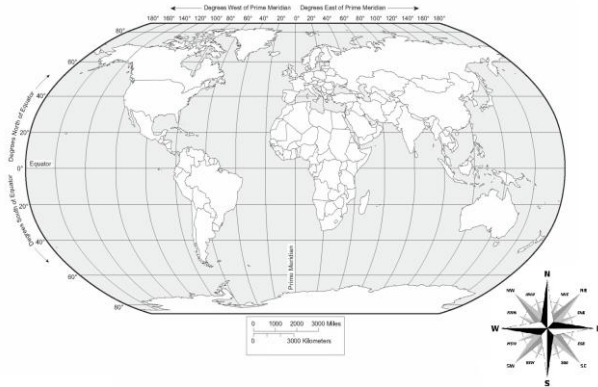 Degrees West of Prime Meridian Degrees East of Prime Meridian
180° 160° 140° 120° 100° 80° 60° 40° 20° 0° 20° 40° 60° 80° 100° 120° 140° 160° 180°
80°
60°
Degrees North of Equator
40°
20°
Equator
0°
Degrees South of Equator
20°
40°
60°
80°
Prime Meridian
0 1000 2000 3000 Miles
0 3000 Kilometers
N
NW NE
W E
SW SE
S